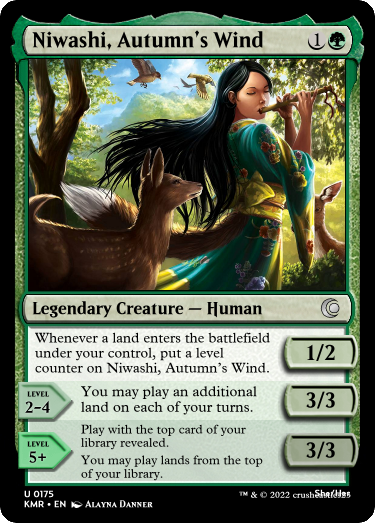 Niwashi, Autumn's Wind 1
Legendary Creature — Human
Whenever a land enters the battlefield
under your control, put a level
counter on Niwashi, Autumn's Wind.
1/2
LEVEL
2-4
You may play an additional
land on each of your turns.
3/3
LEVEL
5+
Play with the top card of your
library revealed.
You may play lands from the top
of your library.
3/3
U 0175
KMR • EN Alayna Danner
™ & © 2022